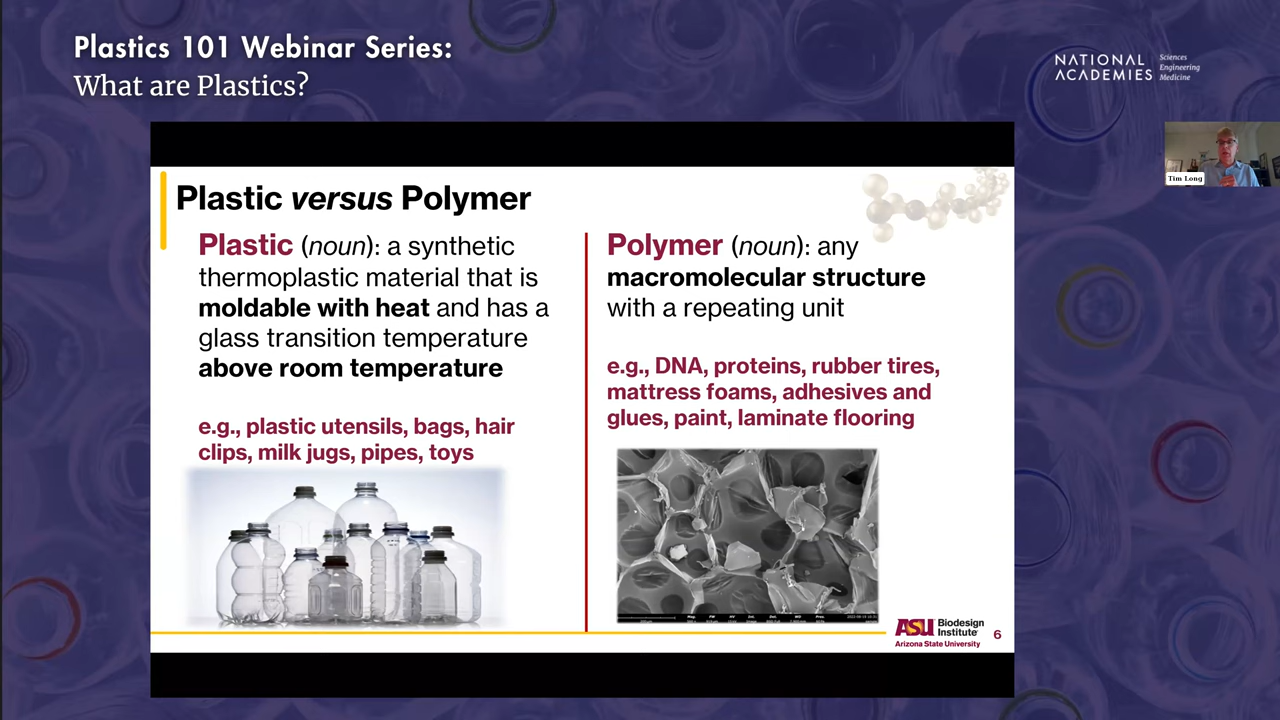 Plastics 101 Webinar Series:
What are Plastics?
NATIONAL
ACADEMIES
Sciences
Engineering
Medicine
Tim Long
Plastic versus Polymer
Plastic (noun): a synthetic
thermoplastic material that is
moldable with heat and has a
glass transition temperature
above room temperature
e.g., plastic utensils, bags, hair
clips, milk jugs, pipes, toys
Polymer (noun): any
macromolecular structure
with a repeating unit
e.g., DNA, proteins, rubber tires,
mattress foams, adhesives and
glues, paint, laminate flooring
ASU Biodesign
Institute
Arizona State University
6